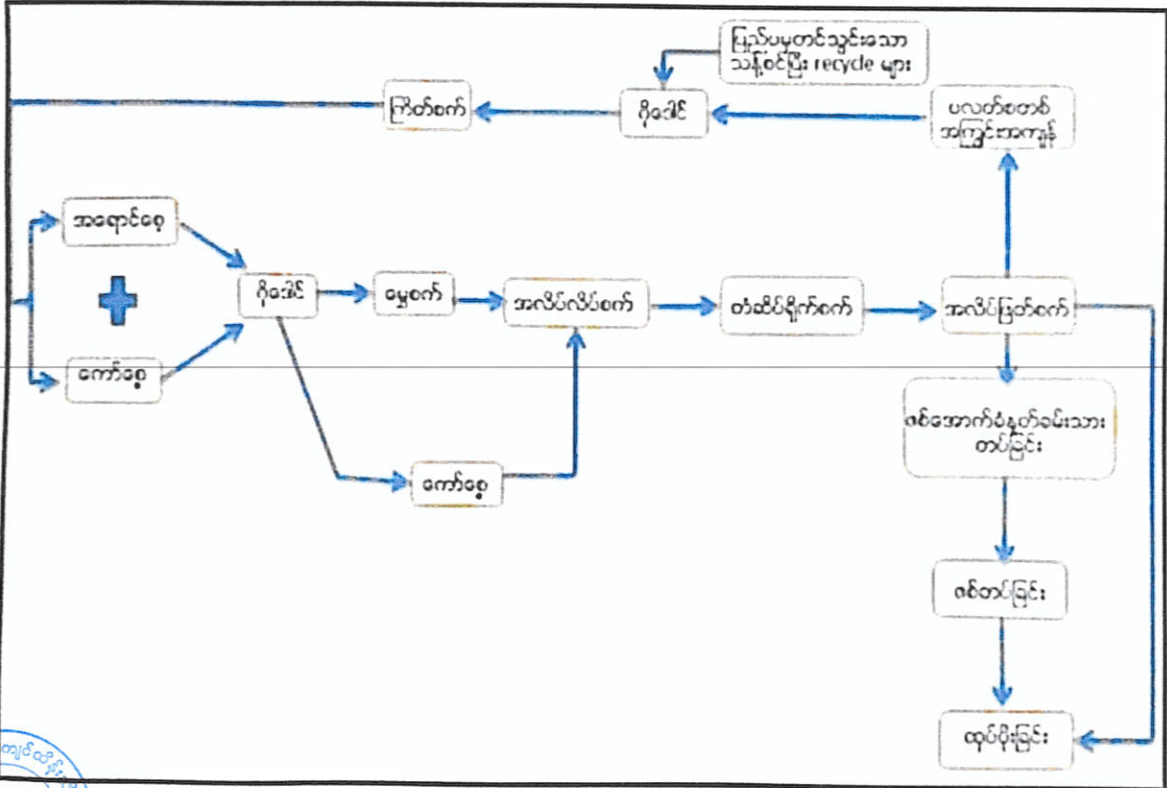 ပြည်ပမှတင်သွင်းသော
သန့်စင်ပြီး recycle များ
ကြိတ်စက်
ဂိုဒေါင်
ပလတ်စတစ်
အကြွင်းအကျန်
အရောင်စေ့
ဂိုဒေါင်
မွှေစက်
အလိပ်လိပ်စက်
တံဆိပ်ရိုက်စက်
အလိပ်ဖြတ်စက်
ကော်စေ့
ဇစ်အောက်ခံနှုတ်ခမ်းသား
တပ်ခြင်း
ကော်စေ့
ဇစ်တပ်ခြင်း
ထုပ်ပိုးခြင်း